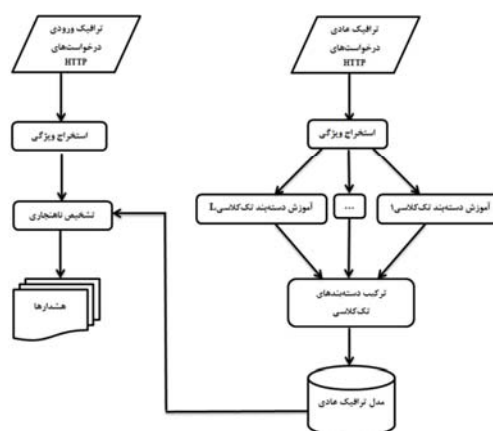 ترافیک عادی
درخواست‌های
HTTP
استخراج ویژگی
آموزش دسته‌بند تک‌کلاسی ۱
...
آموزش دسته‌بند تک‌کلاسی L
ترکیب دسته‌بندهای
تک‌کلاسی
مدل ترافیک عادی
ترافیک ورودی
درخواست‌های
HTTP
استخراج ویژگی
تشخیص ناهنجاری
هشدارها